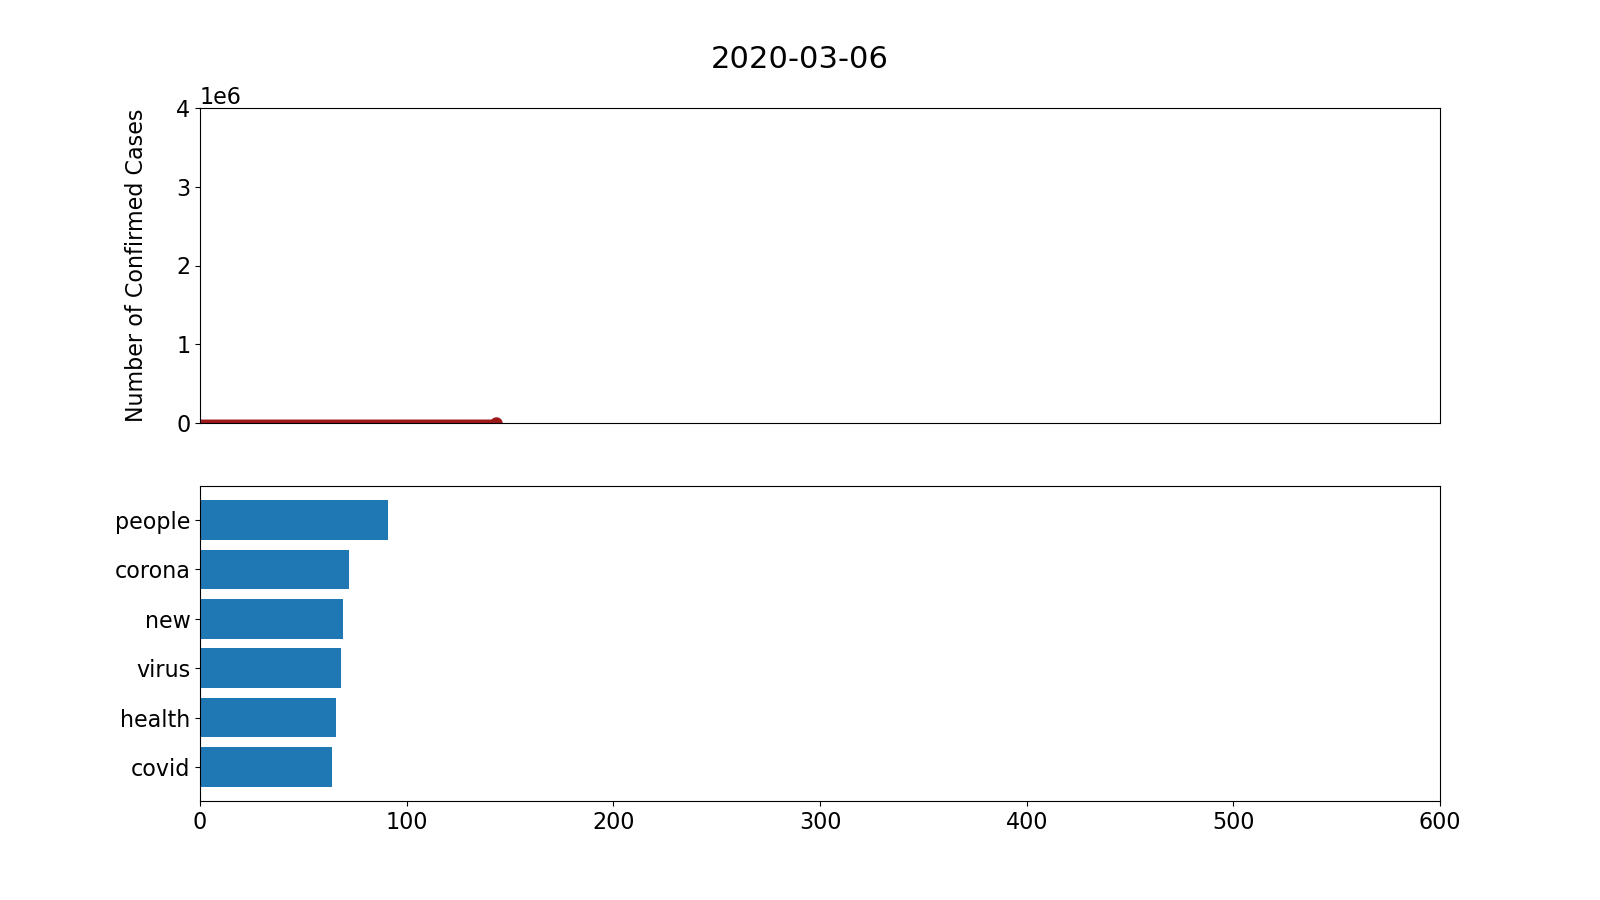 2020-03-06
1e6
Number of Confirmed Cases
4
3
2
1
0
people
corona
new
virus
health
covid
0 100 200 300 400 500 600